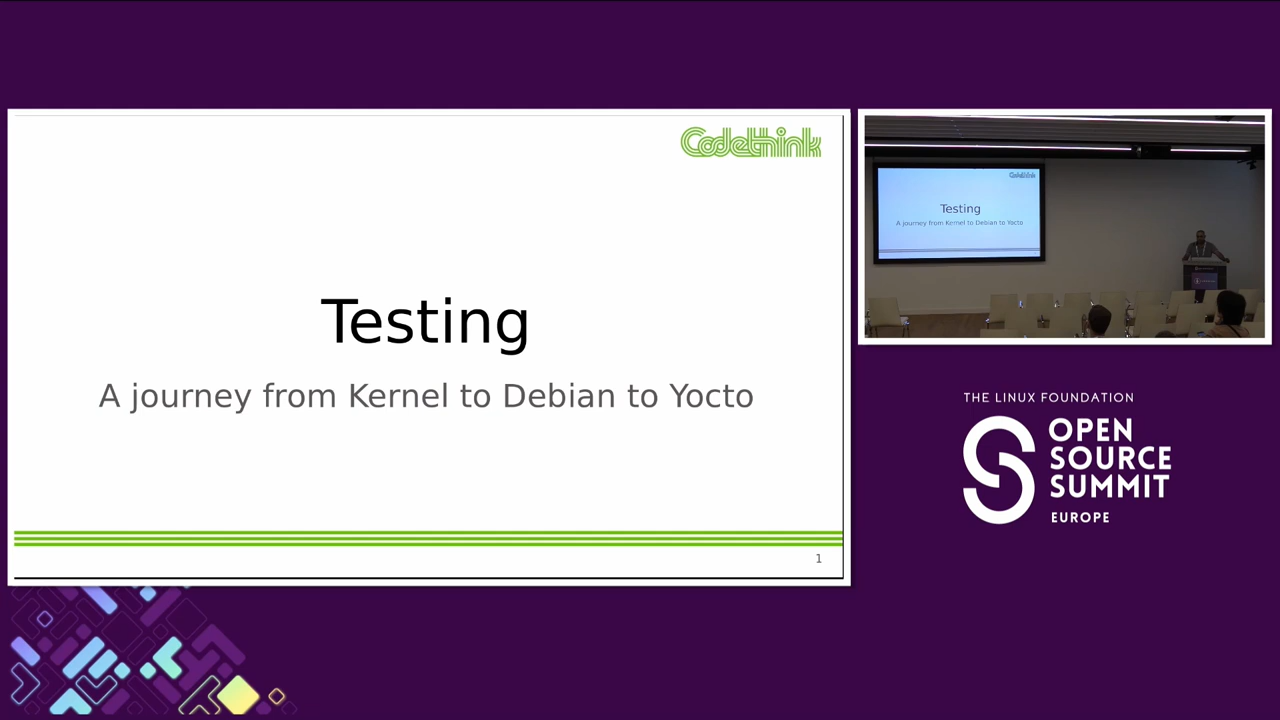 Codethink
Testing
A journey from Kernel to Debian to Yocto
1
Codethink
Testing
A journey from Kernel to Debian to Yocto
THE LINUX FOUNDATION
OPEN
SOURCE
SUMMIT
EUROPE